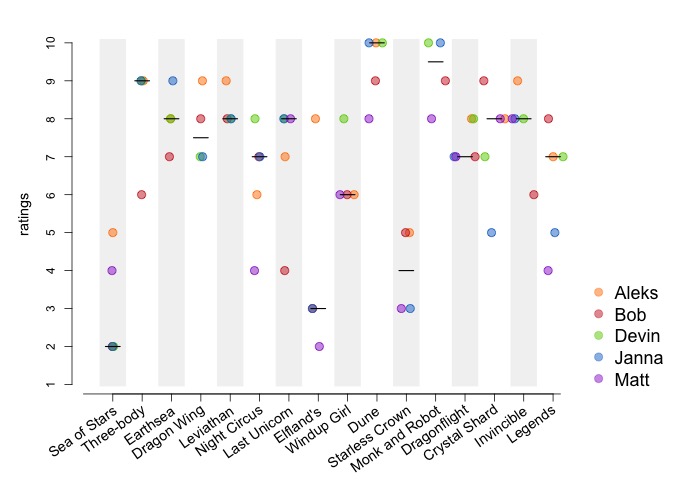 ratings
10
9
8
7
6
5
4
3
2
1
Sea of Stars
Three-body
Earthsea
Dragon Wing
Leviathan
Night Circus
Last Unicorn
Elfland's
Windup Girl
Dune
Starless Crown
Monk and Robot
Dragonflight
Crystal Shard
Invincible
Legends
Aleks
Bob
Devin
Janna
Matt